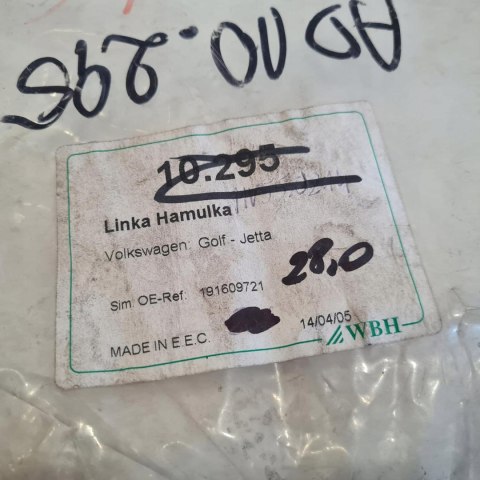 AD NO.295
10.295
Linka Hamulka
Volkswagen: Golf - Jetta
28,0
Sim. OE-Ref: 191609721
14/04/05
MADE IN E.E.C.
WBH